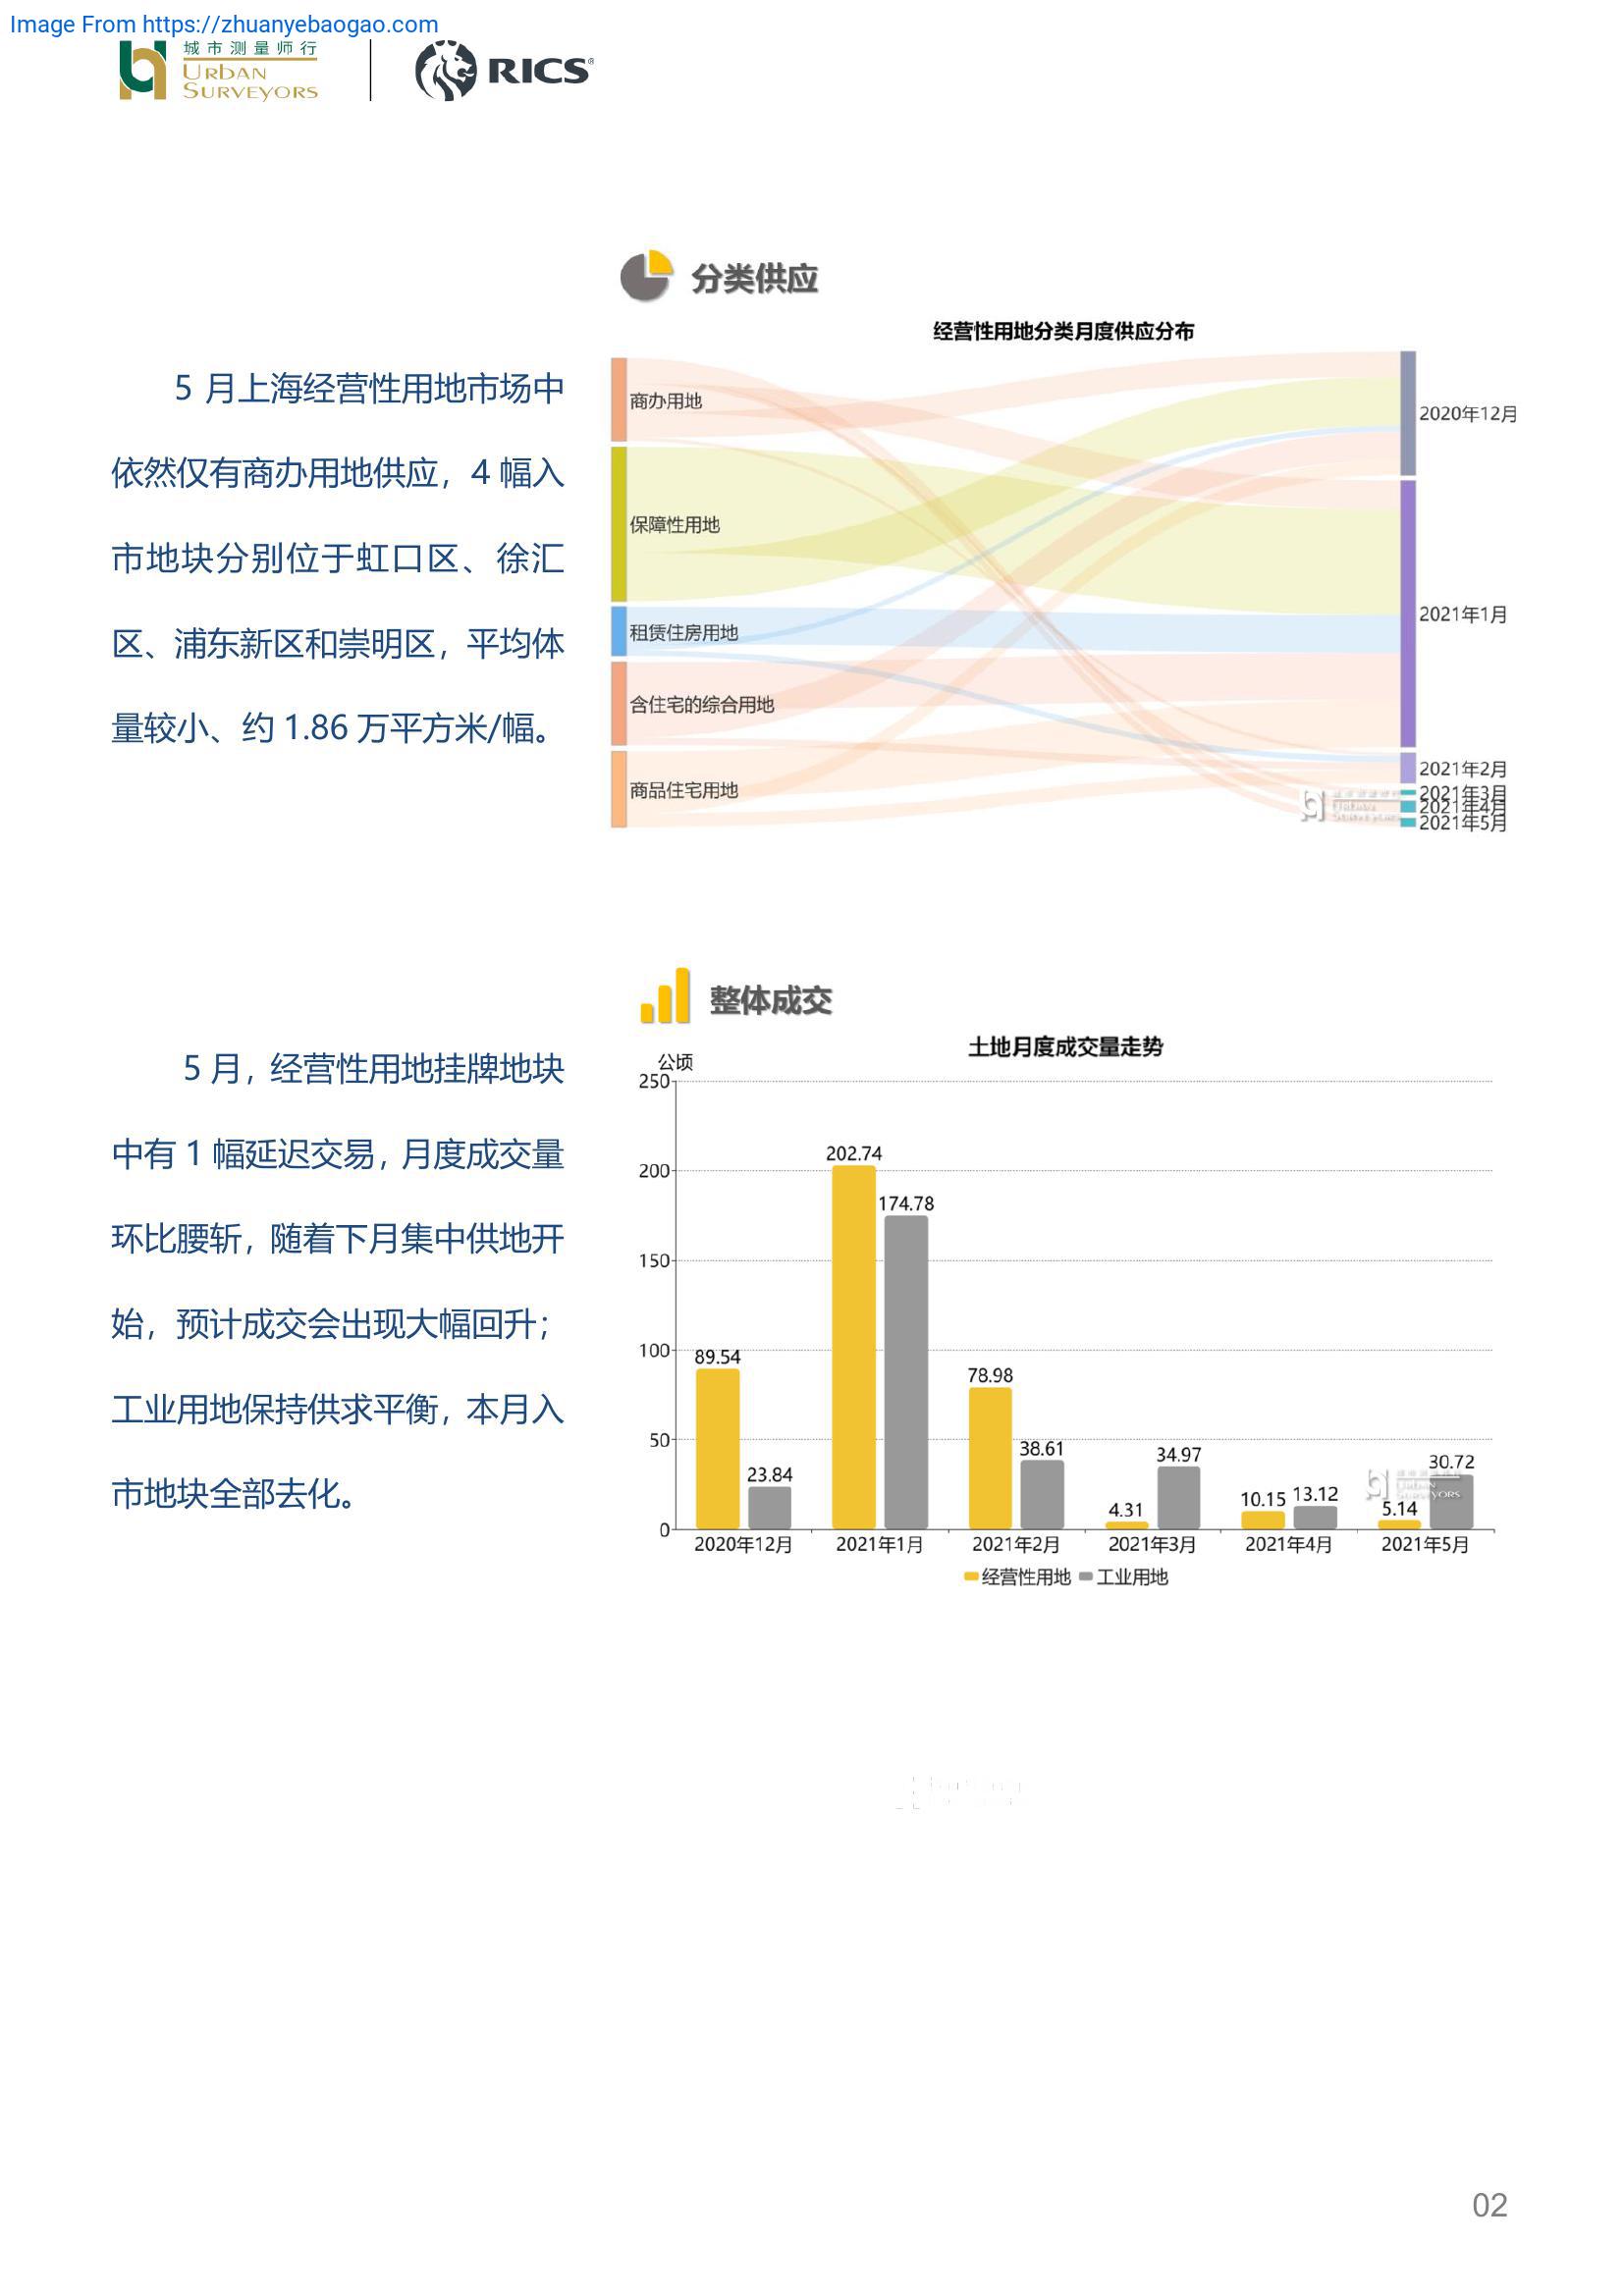 Image From https://zhuanyebaogao.com
城市测量师行
URBAN
SURVEYORS
RICS
分类供应
经营性用地分类月度供应分布
5 月上海经营性用地市场中
依然仅有商办用地供应，4 幅入
市地块分别位于虹口区、徐汇
区、浦东新区和崇明区，平均体
量较小、约 1.86 万平方米/幅。
商办用地
保障性用地
租赁住房用地
含住宅的综合用地
商品住宅用地
2020年12月
2021年1月
2021年2月
2021年3月
2021年4月
2021年5月
整体成交
土地月度成交量走势
5 月，经营性用地挂牌地块
中有 1 幅延迟交易，月度成交量
环比腰斩，随着下月集中供地开
始，预计成交会出现大幅回升；
工业用地保持供求平衡，本月入
市地块全部去化。
公顷
250
200
150
100
50
0
89.54
23.84
202.74
174.78
78.98
38.61
4.31
34.97
10.15
13.12
5.14
30.72
2020年12月
2021年1月
2021年2月
2021年3月
2021年4月
2021年5月
经营性用地
工业用地
02